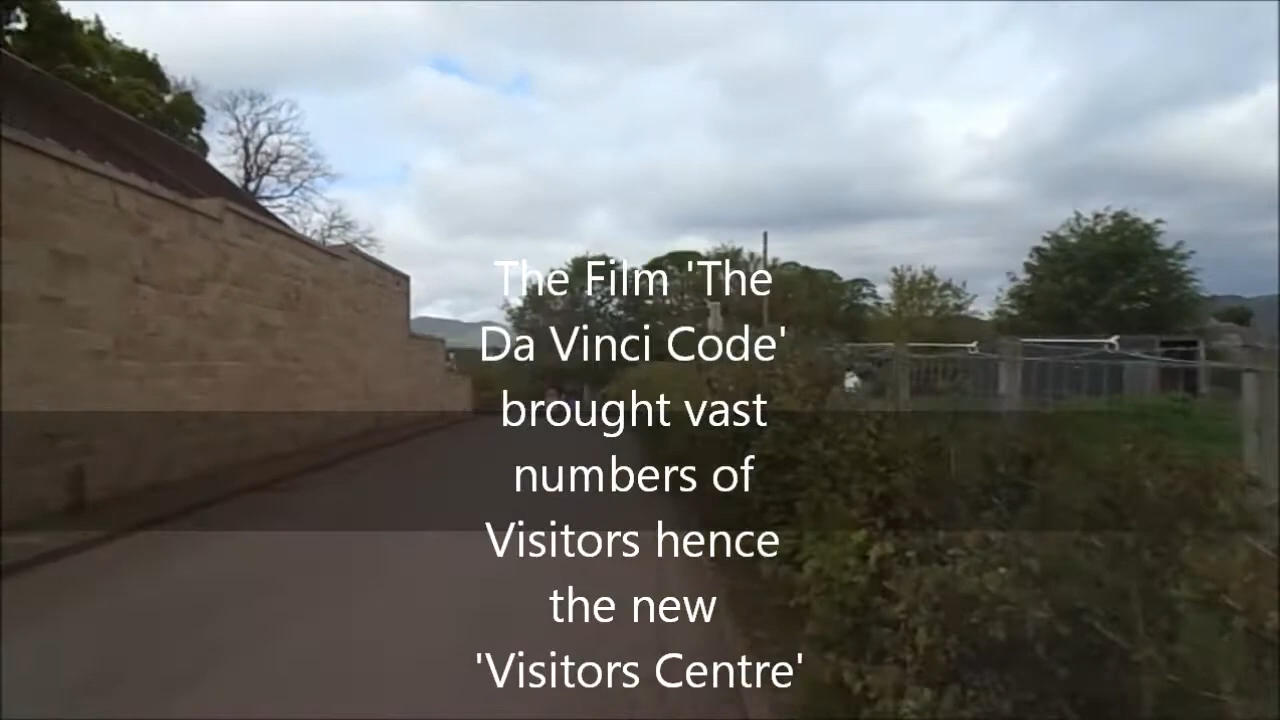 The Film 'The
Da Vinci Code'
brought vast
numbers of
Visitors hence
the new
'Visitors Centre'